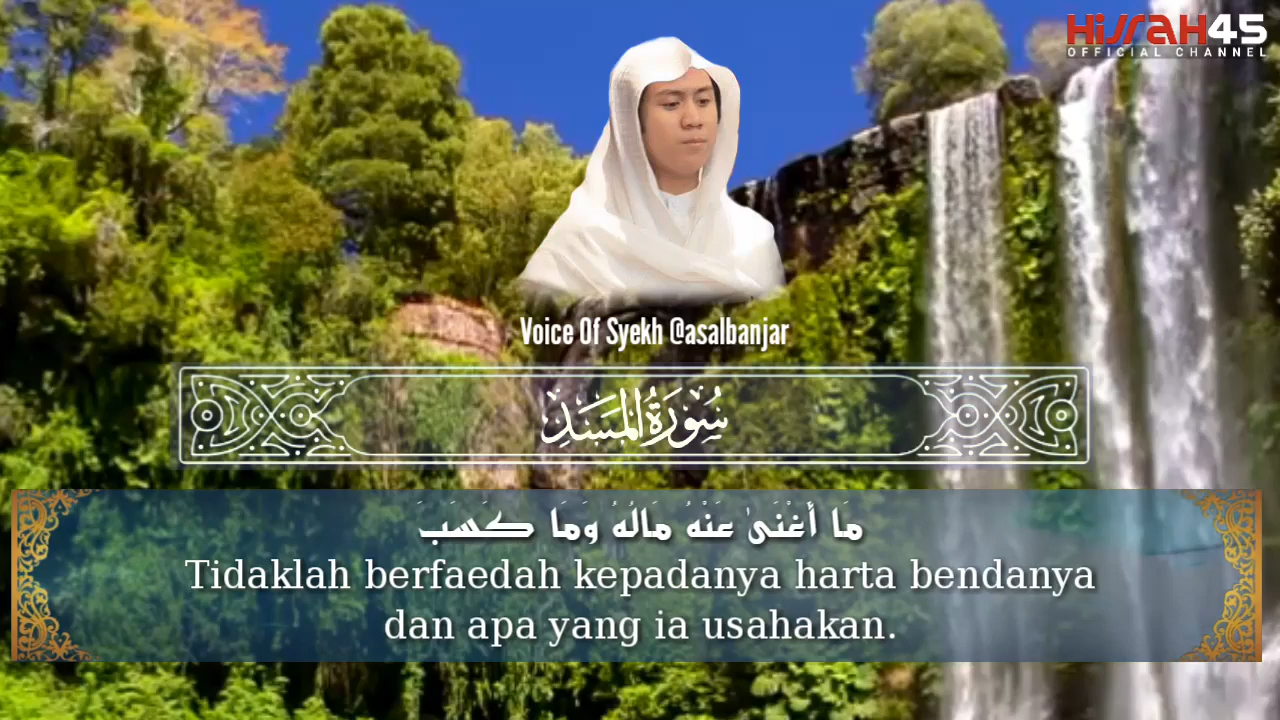 HIJRAH45
OFFICIAL CHANNEL
Voice Of Syekh @asalbanjar
سُورَةُ المَسَدِ
مَا أَغْنَىٰ عَنْهُ مَالُهُ وَمَا كَسَبَ
Tidaklah berfaedah kepadanya harta bendanya
dan apa yang ia usahakan.